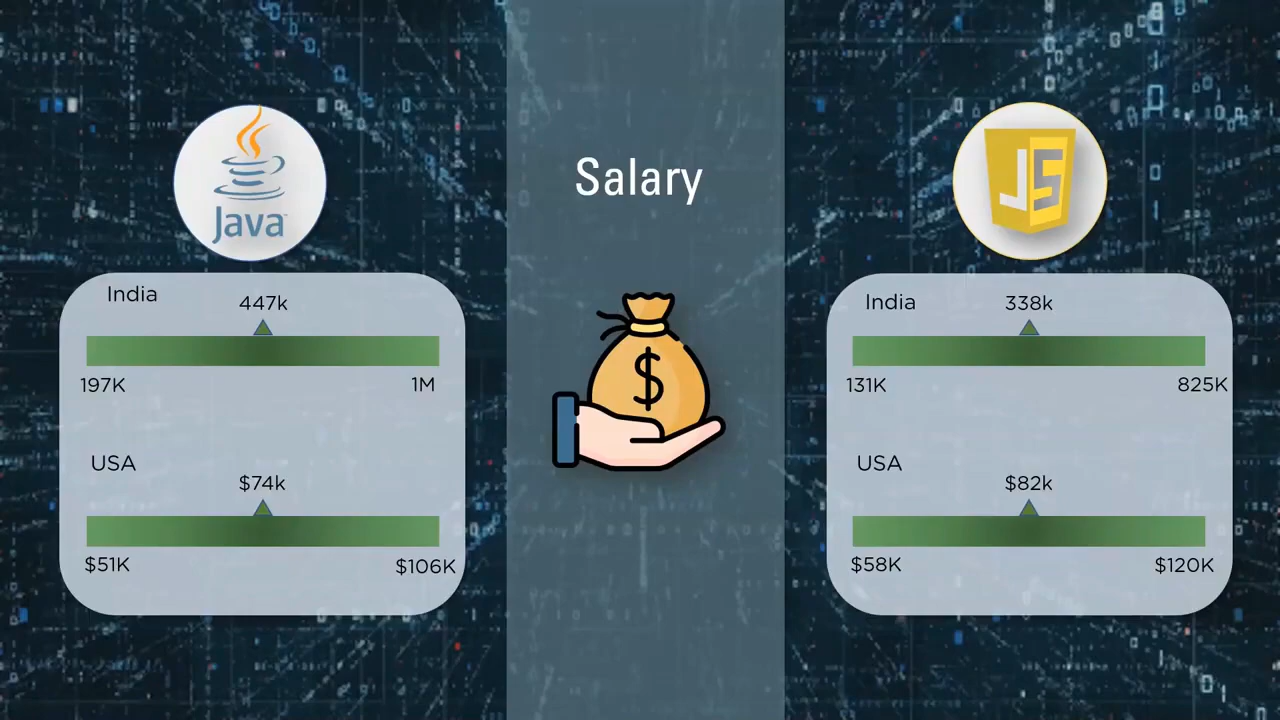 Salary
Java
India
447k
197K
1M
USA
$74k
$51K
$106K
JS
India
338k
131K
825K
USA
$82k
$58K
$120K
$